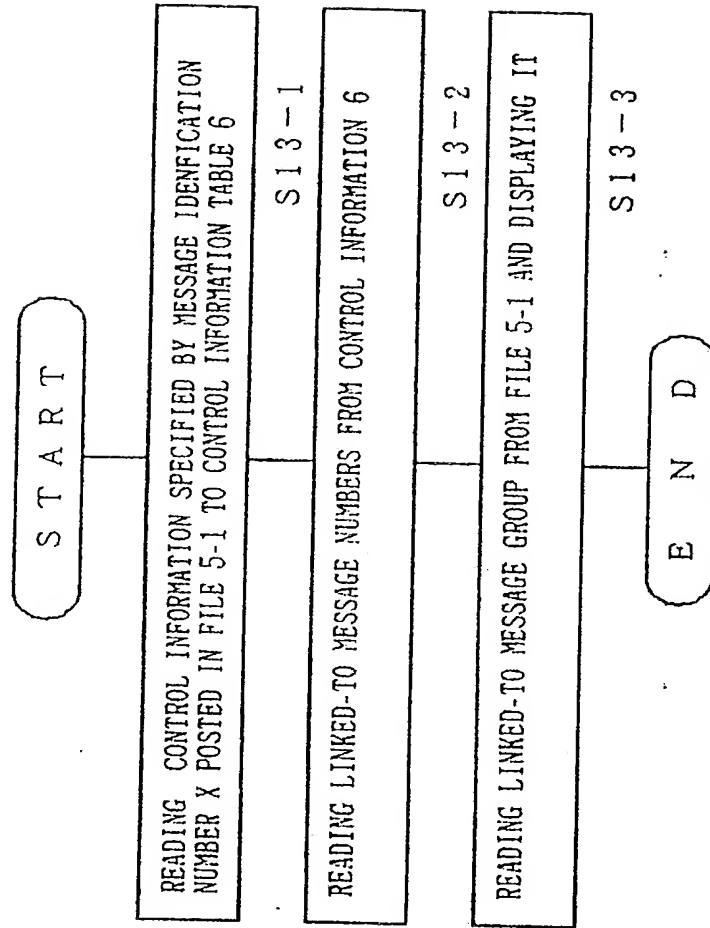 START
READING CONTROL INFORMATION SPECIFIED BY MESSAGE IDENFICATION
NUMBER X POSTED IN FILE 5-1 TO CONTROL INFORMATION TABLE 6
S13-1
READING LINKED-TO MESSAGE NUMBERS FROM CONTROL INFORMATION 6
S13-2
READING LINKED-TO MESSAGE GROUP FROM FILE 5-1 AND DISPLAYING IT
S13-3
END